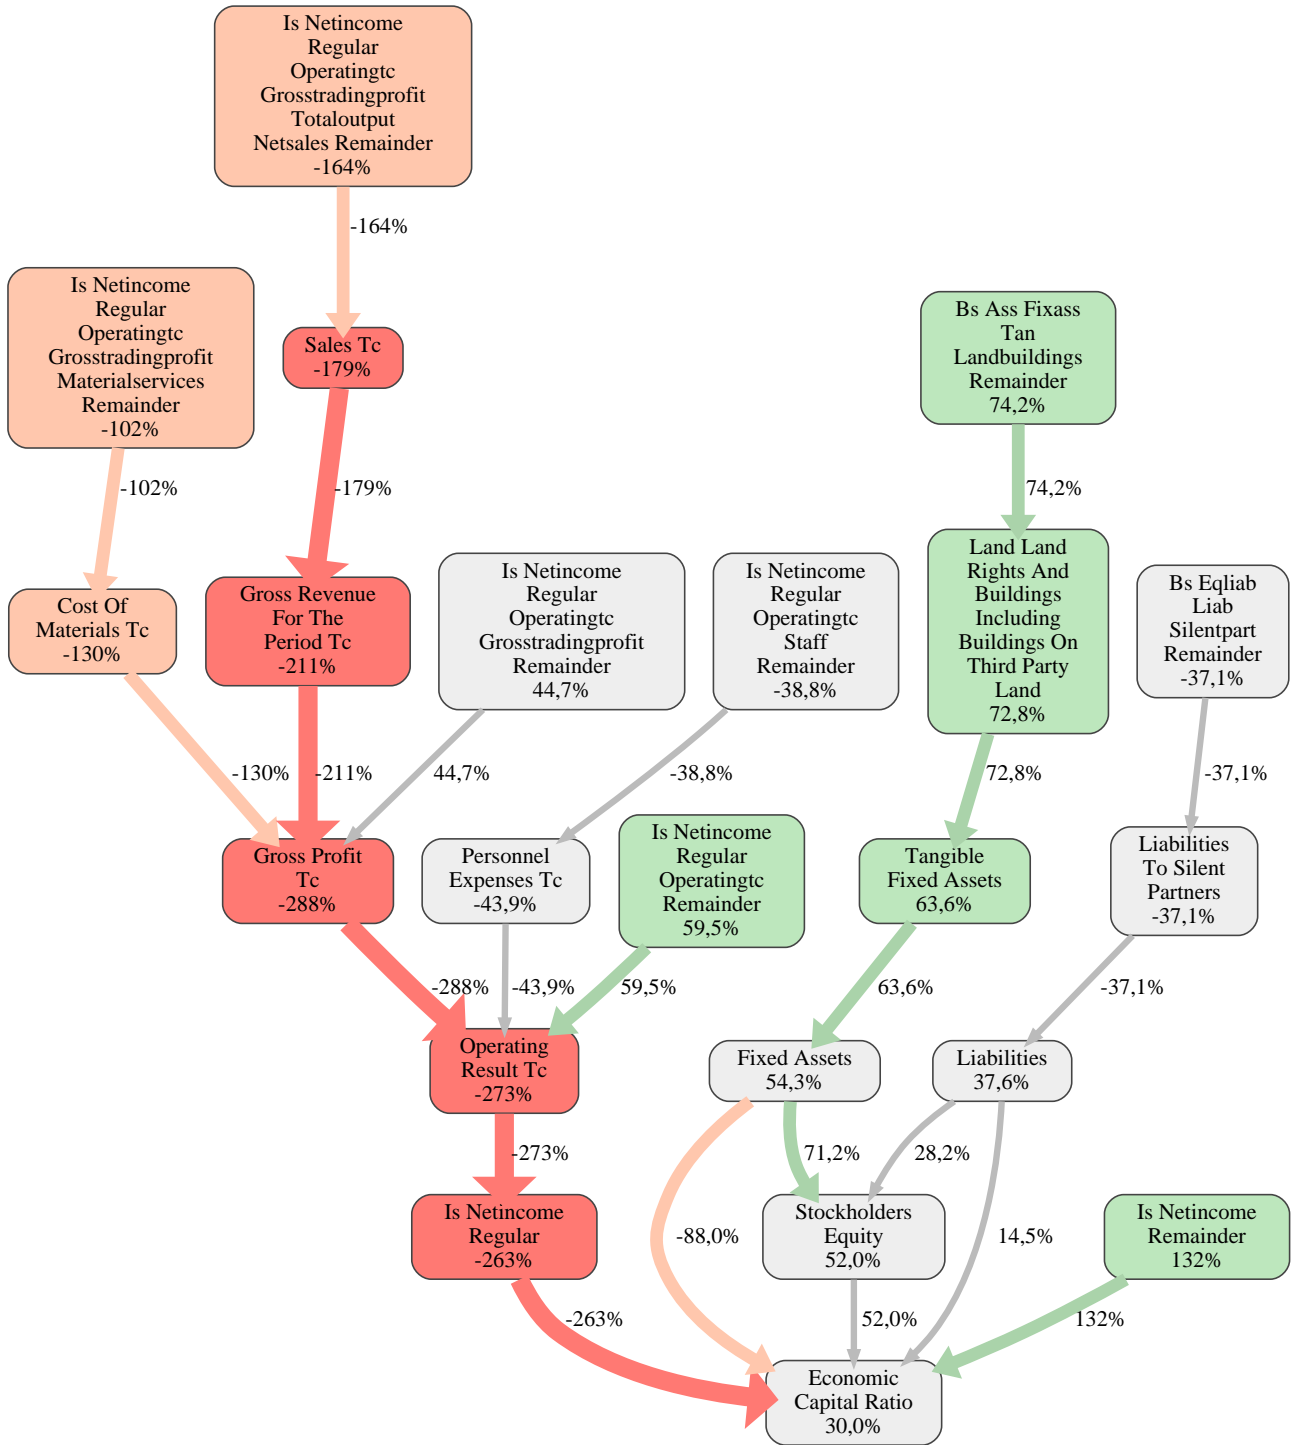 Is Netincome
Regular
Operatingtc
Grosstradingprofit
Totaloutput
Netsales Remainder
-164%
-164%
Is Netincome
Regular
Operatingtc
Grosstradingprofit
Materialservices
Remainder
-102%
Sales Tc
-179%
Bs Ass Fixass
Tan
Landbuildings
Remainder
74,2%
-102%
-179%
74,2%
Cost Of
Materials Tc
-130%
Gross Revenue
For The
Period Tc
-211%
Is Netincome
Regular
Operatingtc
Grosstradingprofit
Remainder
44,7%
Is Netincome
Regular
Operatingtc
Staff
Remainder
-38,8%
Land Land
Rights And
Buildings
Including
Buildings On
Third Party
Land
72,8%
Bs Eqliab
Liab
Silentpart
Remainder
-37,1%
-130%
-211%
44,7%
-38,8%
72,8%
-37,1%
Gross Profit
Tc
-288%
Personnel
Expenses Tc
-43,9%
Is Netincome
Regular
Operatingtc
Remainder
59,5%
Tangible
Fixed Assets
63,6%
Liabilities
To Silent
Partners
-37,1%
-288%
-43,9%
59,5%
63,6%
-37,1%
Operating
Result Tc
-273%
Fixed Assets
54,3%
Liabilities
37,6%
-273%
71,2%
28,2%
Is Netincome
Regular
-263%
-88,0%
Stockholders
Equity
52,0%
14,5%
Is Netincome
Remainder
132%
-263%
52,0%
132%
Economic
Capital Ratio
30,0%